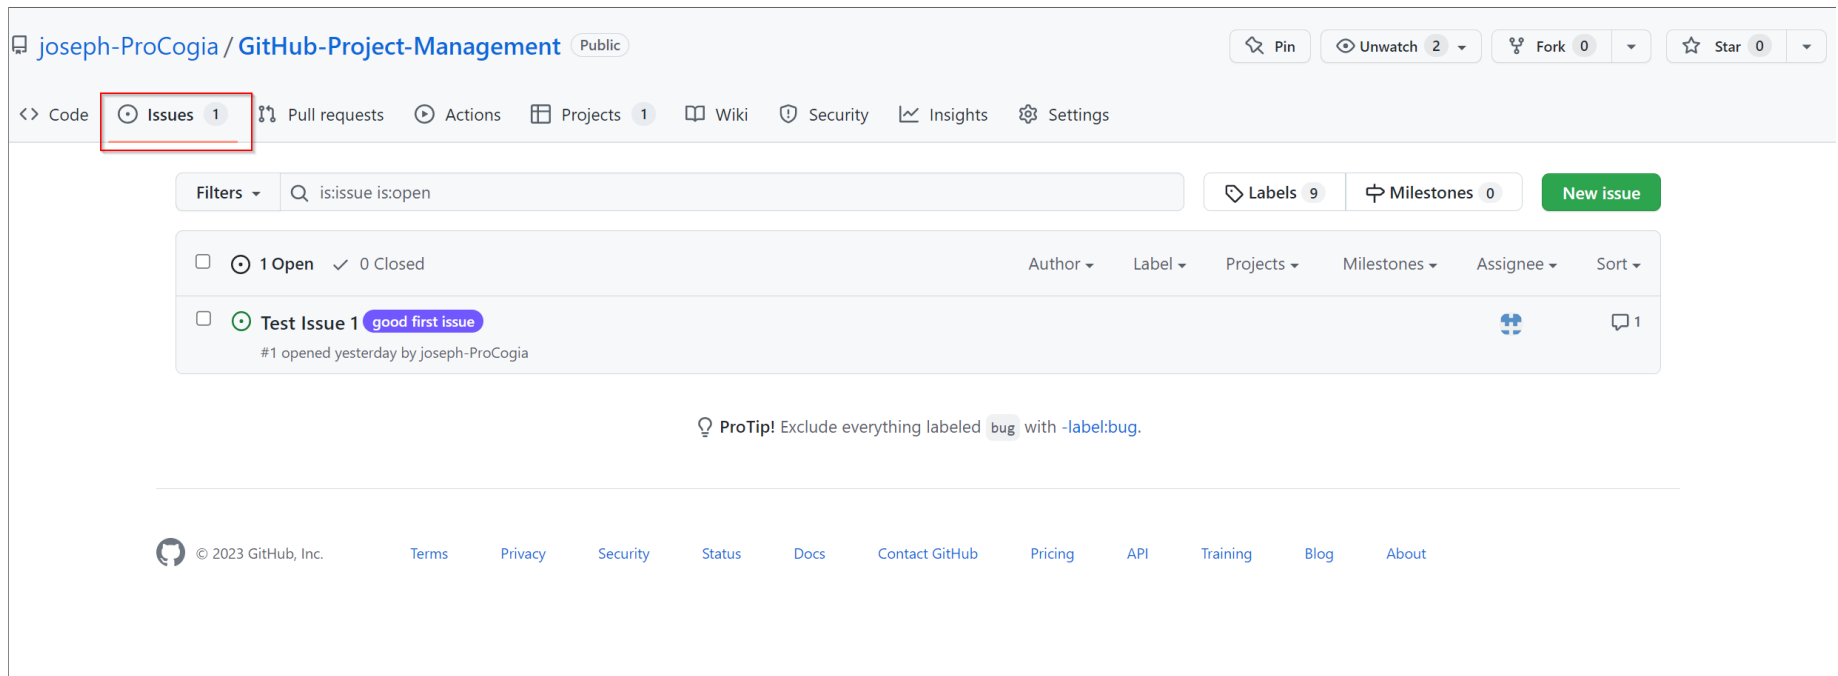 joseph-ProCogia / GitHub-Project-Management Public Pin Unwatch 2 Fork 0 Star 0
Code Issues 1 Pull requests Actions Projects 1 Wiki Security Insights Settings
Filters is:issue is:open Labels 9 Milestones 0 New issue
1 Open 0 Closed Author Label Projects Milestones Assignee Sort
Test Issue 1 good first issue 1
#1 opened yesterday by joseph-ProCogia
ProTip! Exclude everything labeled bug with -label:bug.
© 2023 GitHub, Inc. Terms Privacy Security Status Docs Contact GitHub Pricing API Training Blog About